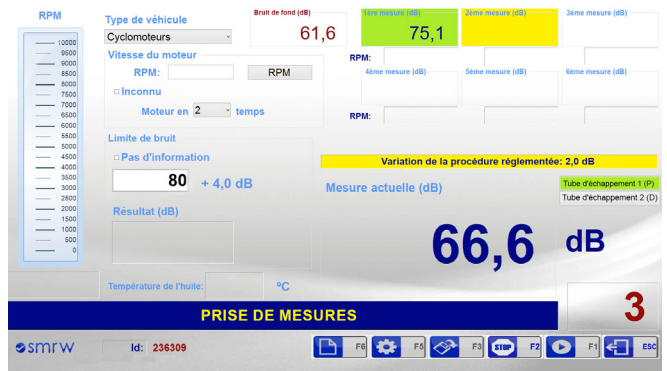 RPM
Type de véhicule
Bruit de fond (dB)
1ère mesure (dB)
2ème mesure (dB)
3ème mesure (dB)
Cyclomoteurs
61,6
75,1
Vitesse du moteur
RPM:
RPM
RPM:
4ème mesure (dB)
5ème mesure (dB)
6ème mesure (dB)
Inconnu
Moteur en 2 temps
RPM:
10000
9500
9000
8500
8000
7500
7000
6500
6000
5500
5000
4500
4000
3500
3000
2500
2000
1500
1000
500
0
Limite de bruit
Pas d'information
80 + 4,0 dB
Résultat (dB)
Température de l'huile: ºC
Variation de la procédure réglementée: 2,0 dB
Mesure actuelle (dB)
Tube d'échappement 1 (P)
Tube d'échappement 2 (D)
66,6 dB
PRISE DE MESURES
3
smrw
Id: 236309
F6
F5
F3
STOP F2
F1
ESC